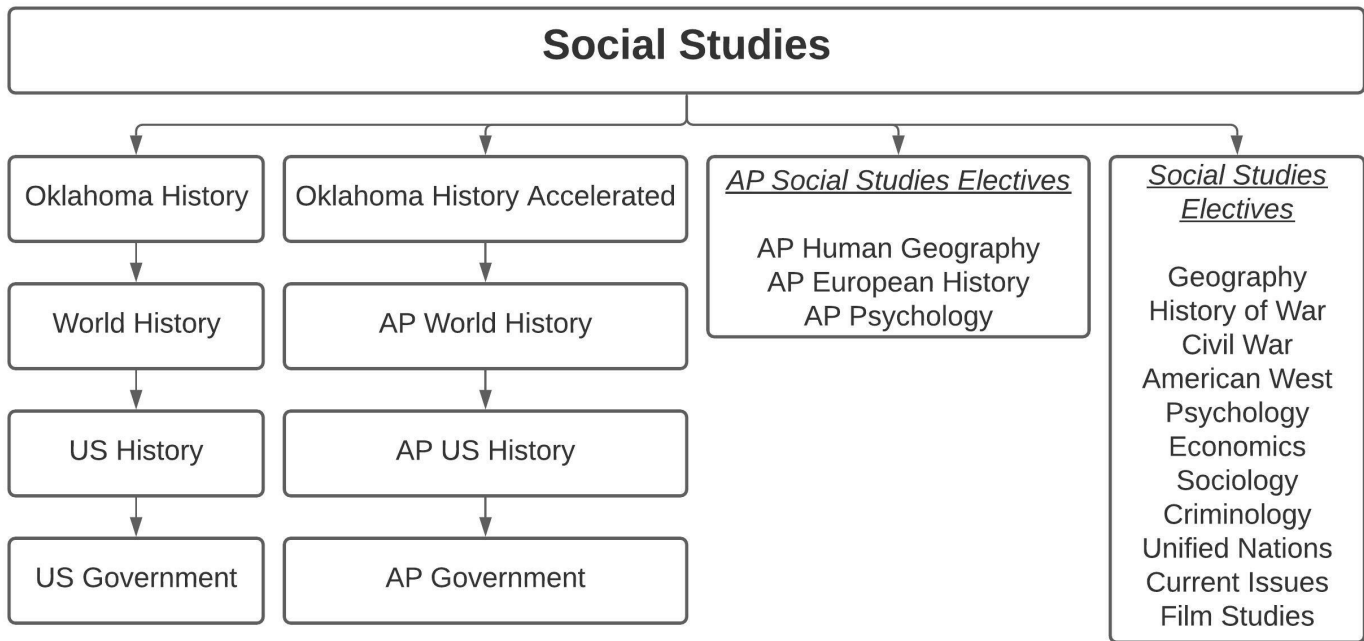 Social Studies
Oklahoma History
World History
US History
US Government
Oklahoma History Accelerated
AP World History
AP US History
AP Government
AP Social Studies Electives
AP Human Geography
AP European History
AP Psychology
Social Studies
Electives
Geography
History of War
Civil War
American West
Psychology
Economics
Sociology
Criminology
Unified Nations
Current Issues
Film Studies